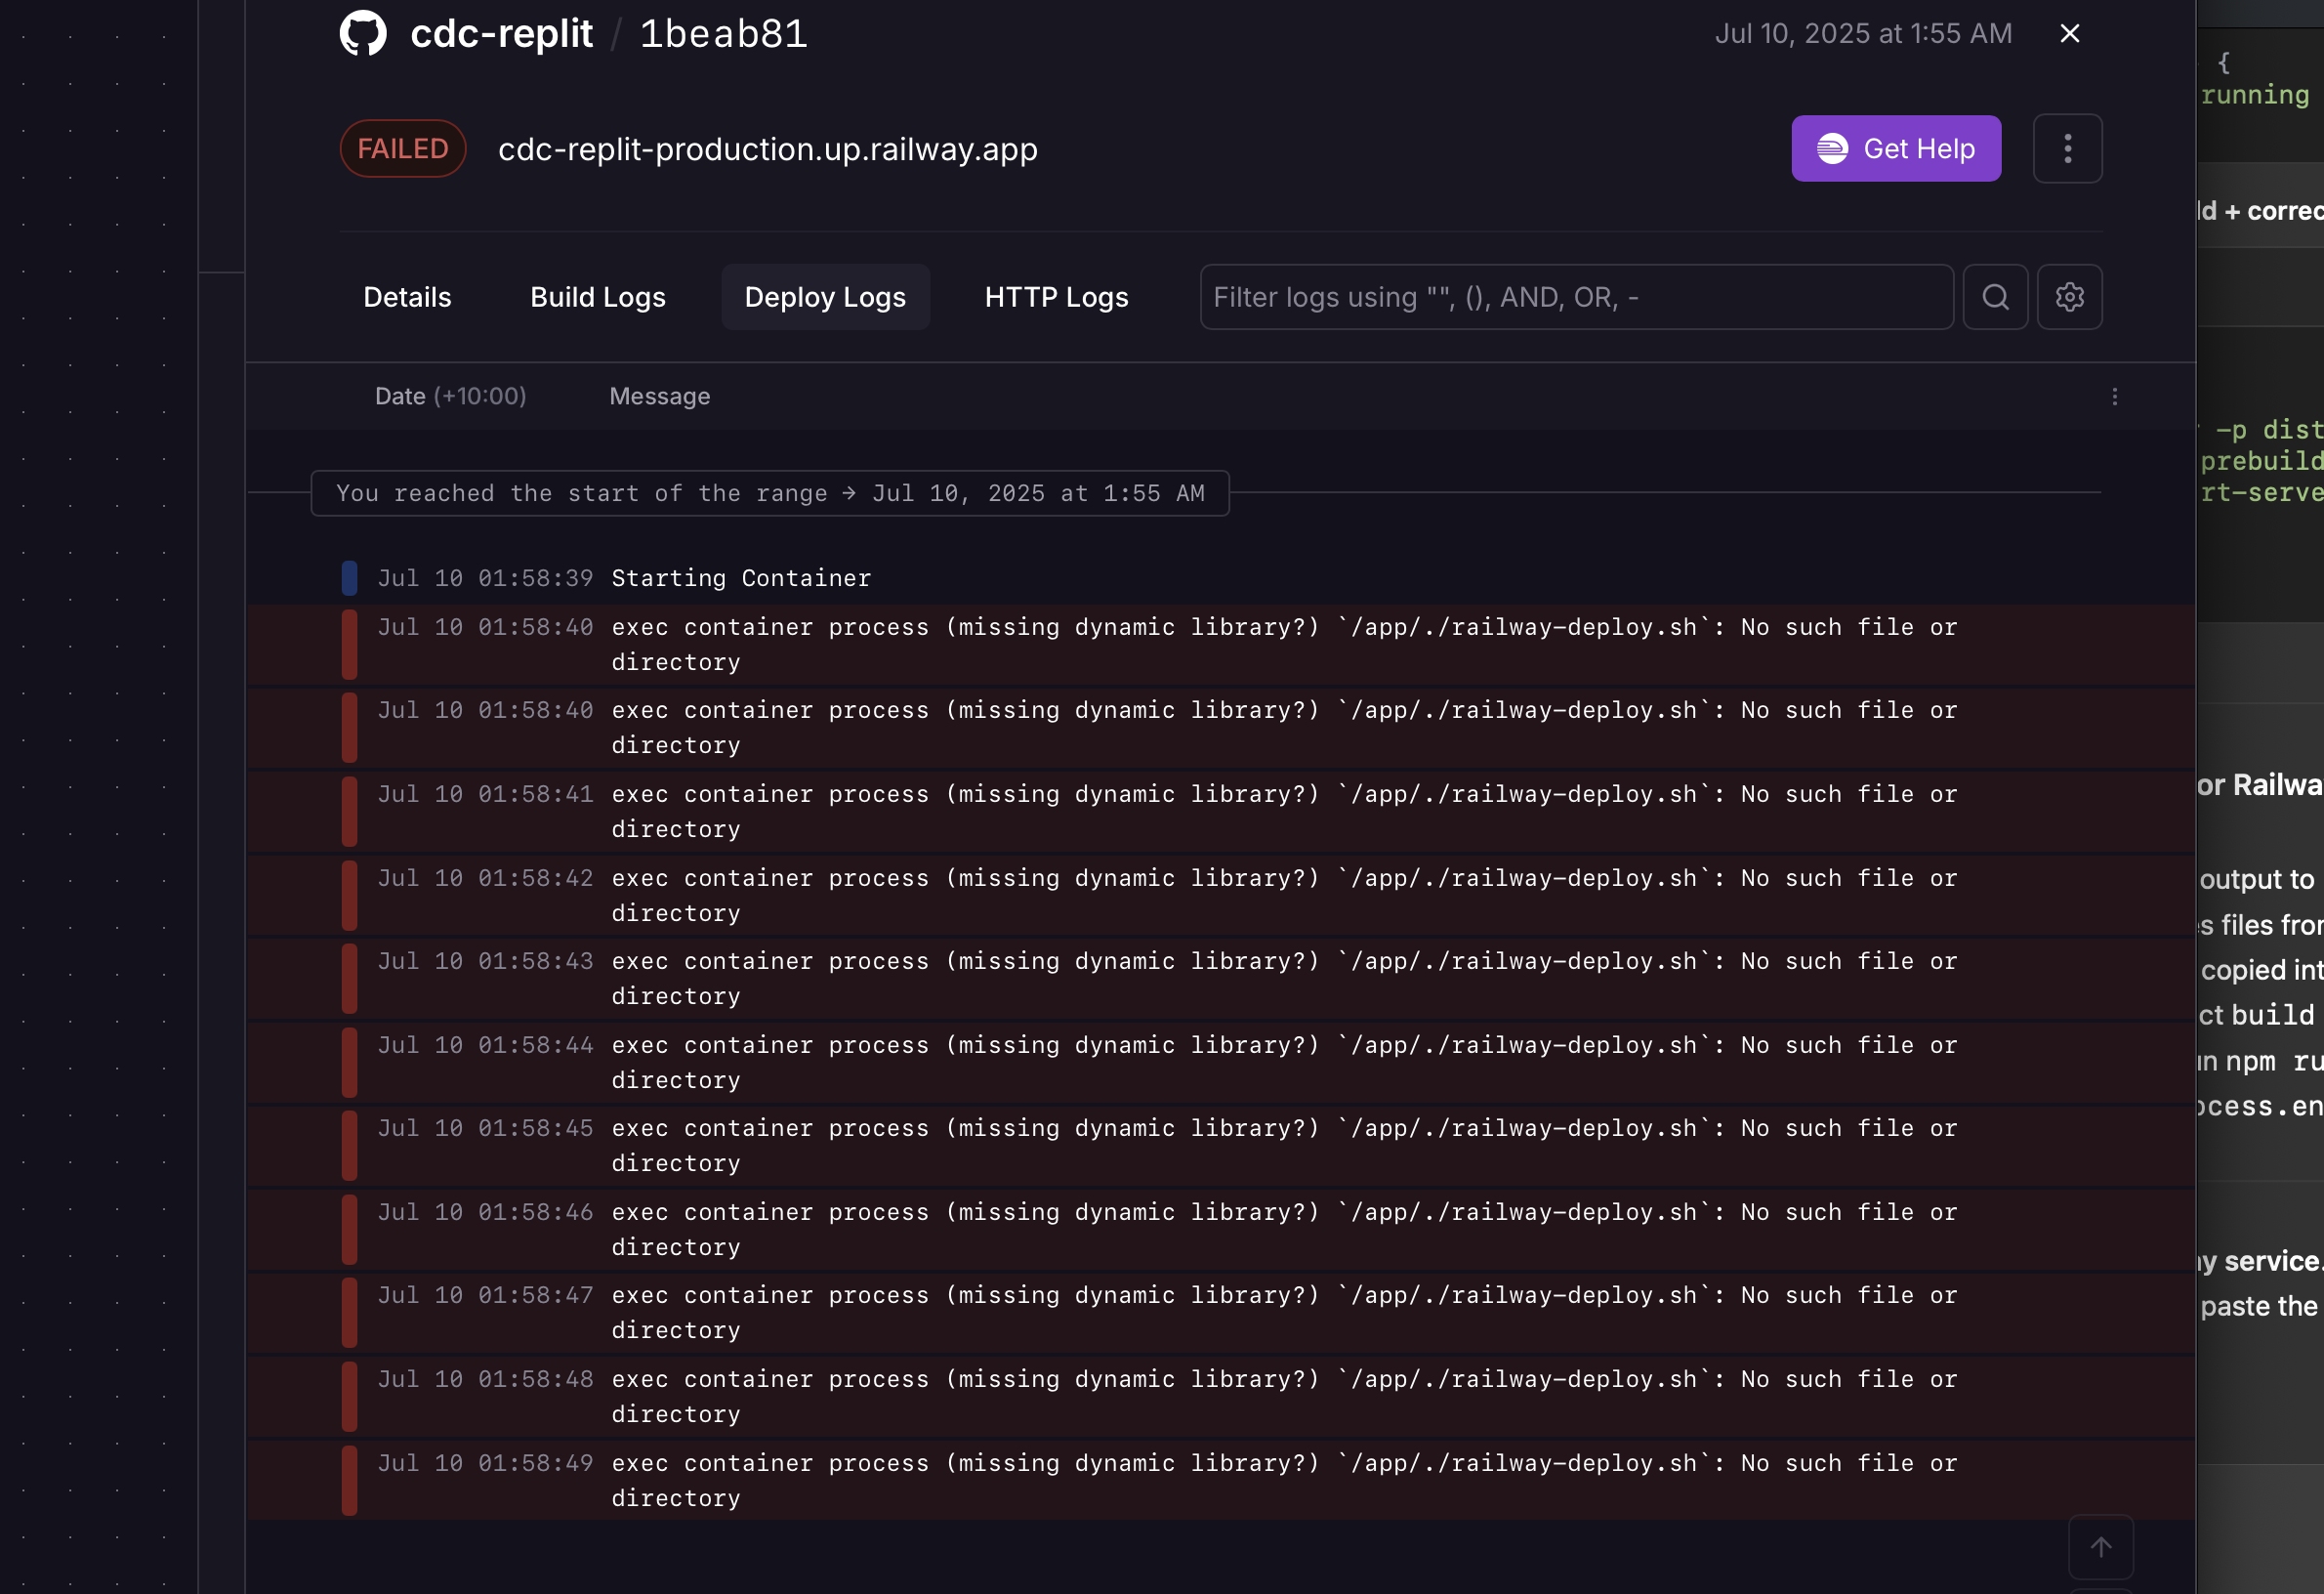 cdc-replit / 1beab81
Jul 10, 2025 at 1:55 AM
FAILED
cdc-replit-production.up.railway.app
Get Help
Details
Build Logs
Deploy Logs
HTTP Logs
Filter logs using "", (), AND, OR, -
Date (+10:00)
Message
You reached the start of the range → Jul 10, 2025 at 1:55 AM
Jul 10 01:58:39 Starting Container
Jul 10 01:58:40 exec container process (missing dynamic library?) `/app/./railway-deploy.sh`: No such file or
directory
Jul 10 01:58:40 exec container process (missing dynamic library?) `/app/./railway-deploy.sh`: No such file or
directory
Jul 10 01:58:41 exec container process (missing dynamic library?) `/app/./railway-deploy.sh`: No such file or
directory
Jul 10 01:58:42 exec container process (missing dynamic library?) `/app/./railway-deploy.sh`: No such file or
directory
Jul 10 01:58:43 exec container process (missing dynamic library?) `/app/./railway-deploy.sh`: No such file or
directory
Jul 10 01:58:44 exec container process (missing dynamic library?) `/app/./railway-deploy.sh`: No such file or
directory
Jul 10 01:58:45 exec container process (missing dynamic library?) `/app/./railway-deploy.sh`: No such file or
directory
Jul 10 01:58:46 exec container process (missing dynamic library?) `/app/./railway-deploy.sh`: No such file or
directory
Jul 10 01:58:47 exec container process (missing dynamic library?) `/app/./railway-deploy.sh`: No such file or
directory
Jul 10 01:58:48 exec container process (missing dynamic library?) `/app/./railway-deploy.sh`: No such file or
directory
Jul 10 01:58:49 exec container process (missing dynamic library?) `/app/./railway-deploy.sh`: No such file or
directory
{
running
+ correc
-p dist
prebuild
rt-serve
or Railwa
output to
files fror
copied int
ct build
npm ru
ocess.en
service.
paste the